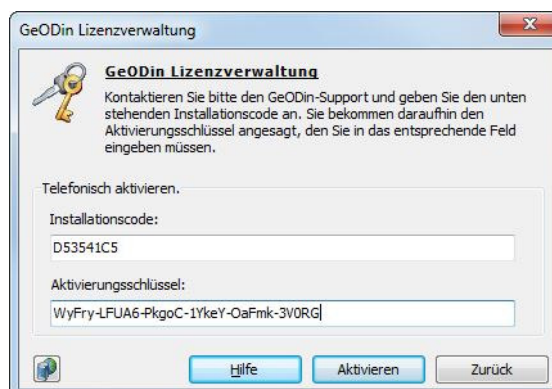 GeODin Lizenzverwaltung
GeODin Lizenzverwaltung
Kontaktieren Sie bitte den GeODin-Support und geben Sie den unten
stehenden Installationscode an. Sie bekommen daraufhin den
Aktivierungsschlüssel angesagt, den Sie in das entsprechende Feld
eingeben müssen.
Telefonisch aktivieren.
Installationscode:
D53541C5
Aktivierungsschlüssel:
WyFry-LFUA6-PkgoC-1YkeY-OaFmk-3V0RG
Hilfe
Aktivieren
Zurück